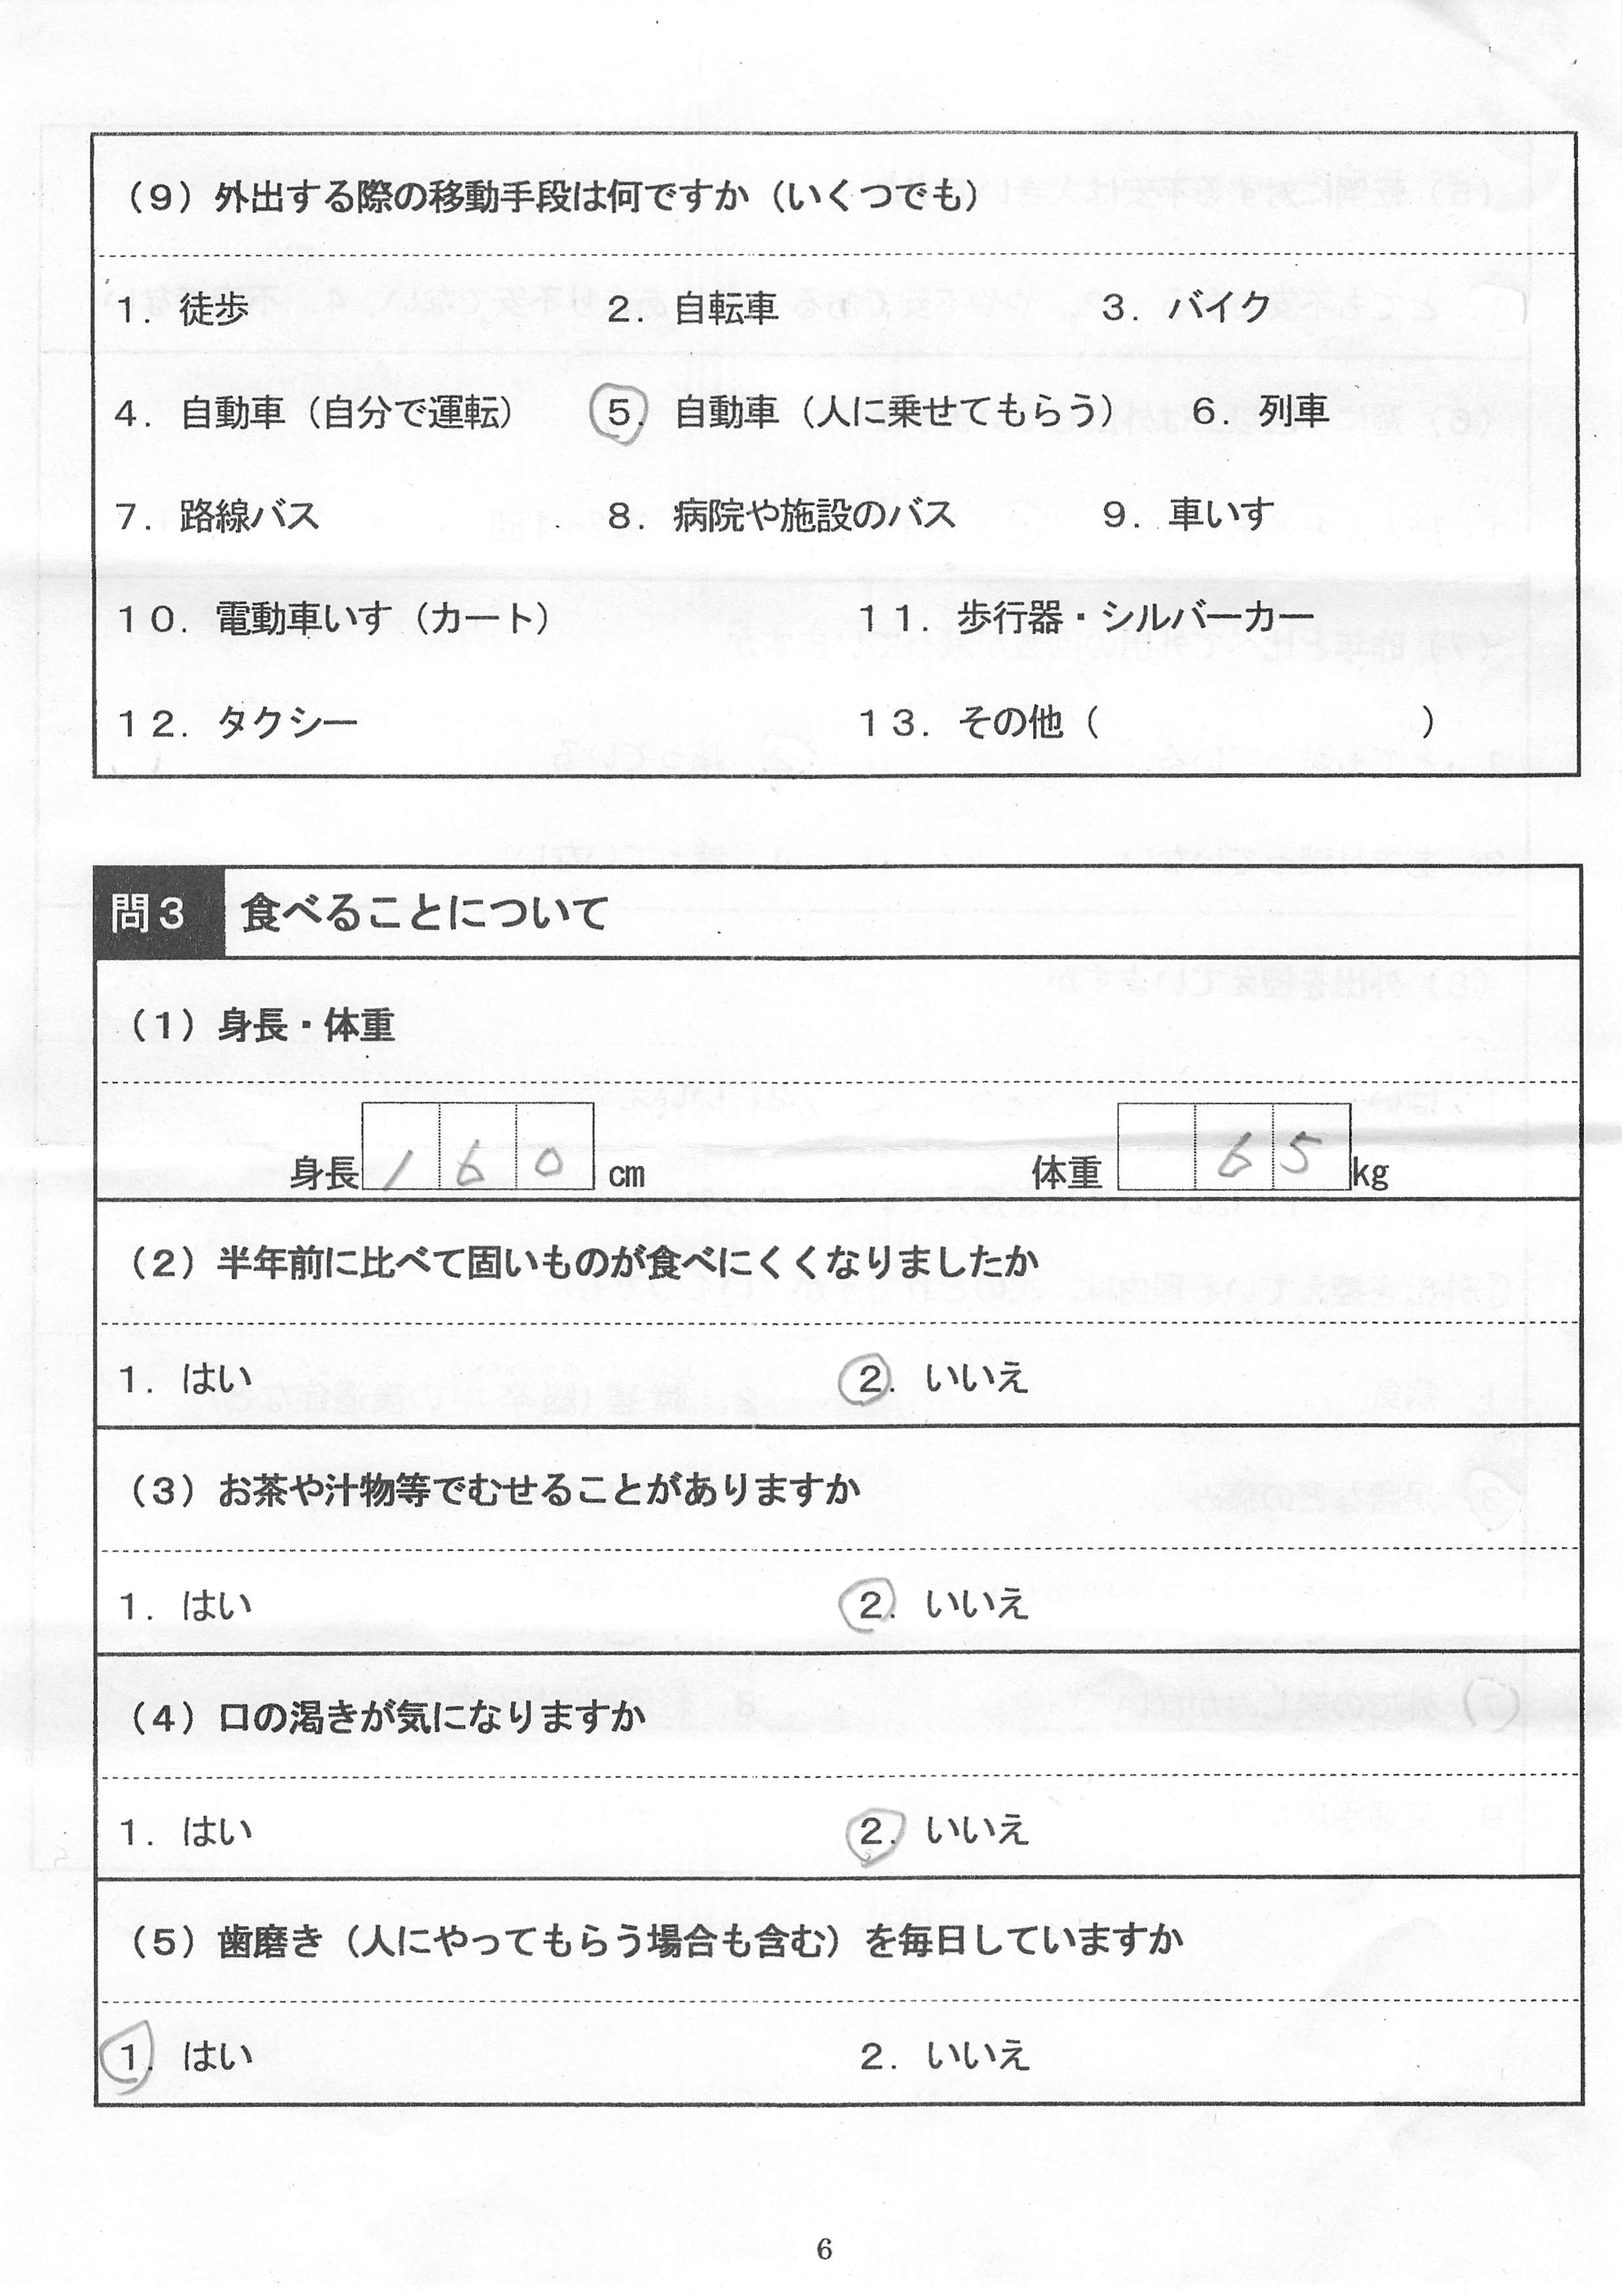 （９）外出する際の移動手段は何ですか（いくつでも）
１．徒歩　２．自転車　３．バイク
４．自動車（自分で運転）　５．自動車（人に乗せてもらう）　６．列車
７．路線バス　８．病院や施設のバス　９．車いす
１０．電動車いす（カート）　１１．歩行器・シルバーカー
１２．タクシー　１３．その他（　　　）
問３　食べることについて
（１）身長・体重
身長 １６０ cm　体重 ６５ kg
（２）半年前に比べて固いものが食べにくくなりましたか
１．はい　２．いいえ
（３）お茶や汁物等でむせることがありますか
１．はい　２．いいえ
（４）口の渇きが気になりますか
１．はい　２．いいえ
（５）歯磨き（人にやってもらう場合も含む）を毎日していますか
１．はい　２．いいえ
6